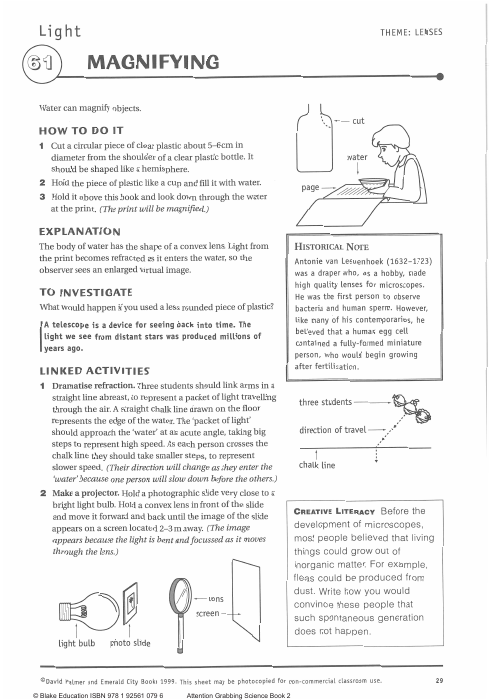 Light
THEME: LENSES
61 MAGNIFYING
Water can magnify objects.
HOW TO DO IT
1 Cut a circular piece of clear plastic about 5–6cm in
diameter from the shoulder of a clear plastic bottle. It
should be shaped like a hemisphere.
2 Hold the piece of plastic like a cup and fill it with water.
3 Hold it above this book and look down through the water
at the print. (The print will be magnified.)
cut
water
page
EXPLANATION
The body of water has the shape of a convex lens Light from
the print becomes refracted as it enters the water, so the
observer sees an enlarged virtual image.
TO INVESTIGATE
What would happen if you used a less rounded piece of plastic?
A telescope is a device for seeing back into time. The
light we see from distant stars was produced millions of
years ago.
HISTORICAL NOTE
Antonie van Leeuenhoek (1632–1723)
was a draper who, as a hobby, made
high quality lenses for microscopes.
He was the first person to observe
bacteria and human sperm. However,
like many of his contemporaries, he
believed that a human egg cell
contained a fully-formed miniature
person, who would begin growing
after fertilisation.
LINKED ACTIVITIES
1 Dramatise refraction. Three students should link arms in a
straight line abreast, to represent a packet of light travelling
through the air. A straight chalk line drawn on the floor
represents the edge of the water. The 'packet of light'
should approach the 'water' at an acute angle, taking big
steps to represent high speed. As each person crosses the
chalk line they should take smaller steps, to represent
slower speed. (Their direction will change as they enter the
'water' because one person will slow down before the others.)
2 Make a projector. Hold a photographic slide very close to a
bright light bulb. Hold a convex lens in front of the slide
and move it forward and back until the image of the slide
appears on a screen located 2–3 m away. (The image
appears because the light is bent and focussed as it moves
through the lens.)
three students
direction of travel
chalk line
CREATIVE LITERACY Before the
development of microscopes,
most people believed that living
things could grow out of
inorganic matter. For example,
fleas could be produced from
dust. Write how you would
convince these people that
such spontaneous generation
does not happen.
lens
screen
light bulb
photo slide
©David Palmer and Emerald City Books 1999. This sheet may be photocopied for non-commercial classroom use.
29
© Blake Education ISBN 978 1 92561 079 6 Attention Grabbing Science Book 2